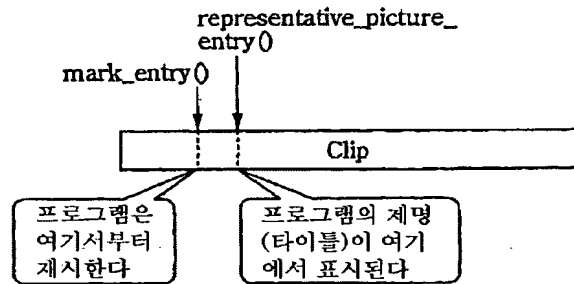 representative_picture_
entry()
mark_entry()
Clip
프로그램은
여기서부터
재시한다
프로그램의 제명
(타이틀)이 여기
에서 표시된다